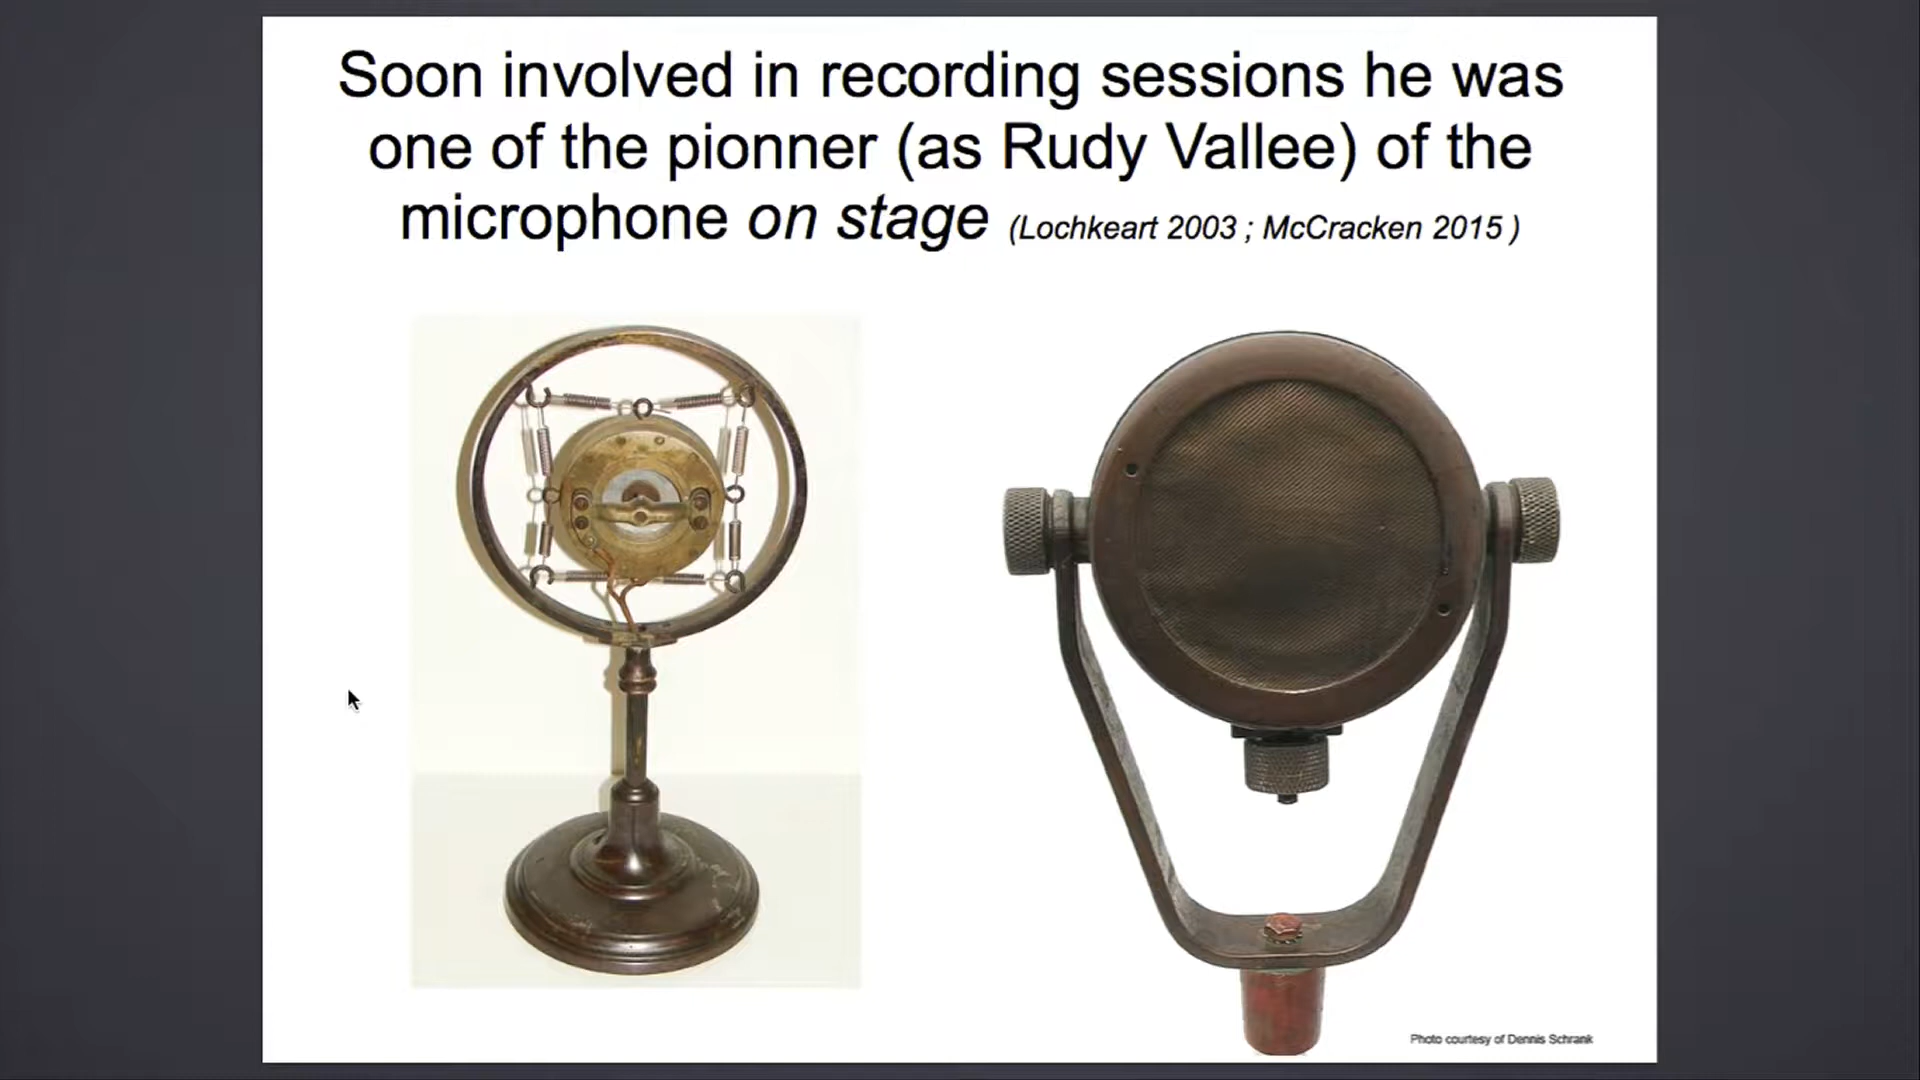 Soon involved in recording sessions he was
one of the pionner (as Rudy Vallee) of the
microphone on stage (Lochkeart 2003 ; McCracken 2015 )
Photo courtesy of Dennis Schrank